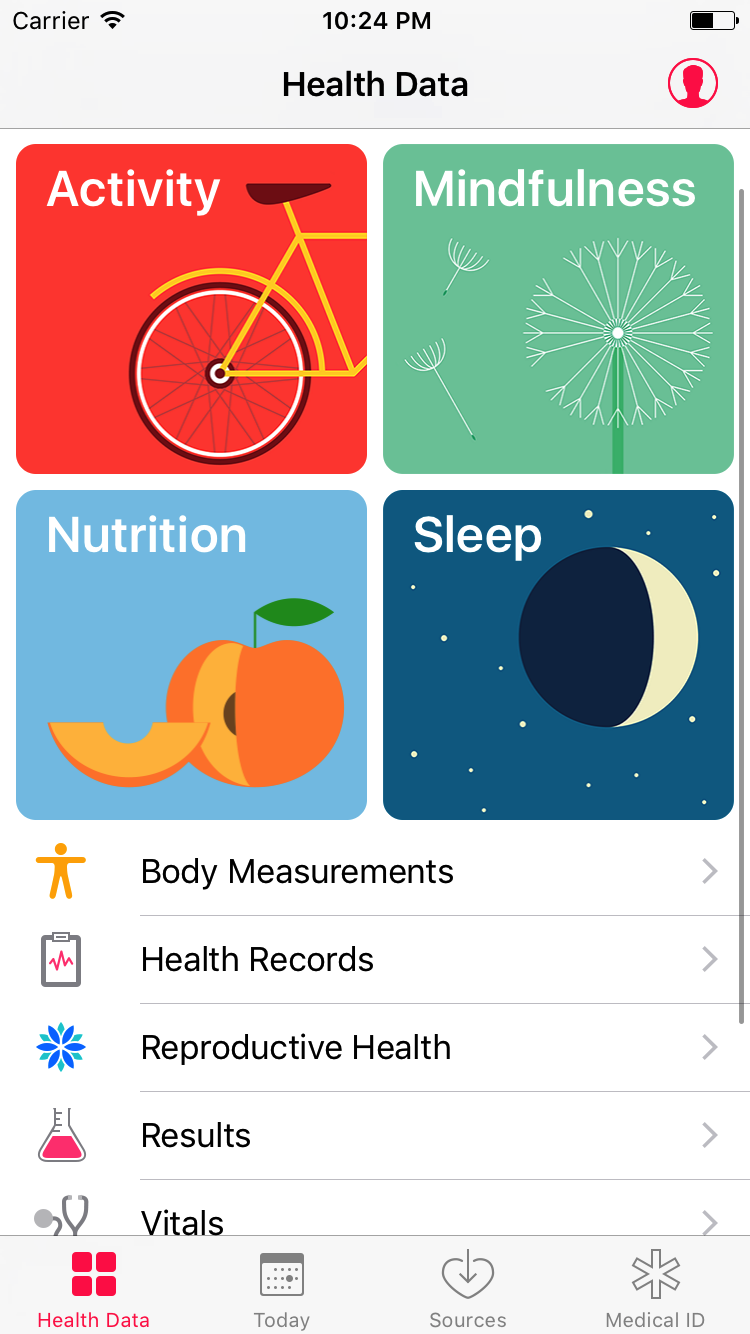 Carrier 10:24 PM
Health Data
Activity
Mindfulness
Nutrition
Sleep
Body Measurements
Health Records
Reproductive Health
Results
Vitals
Health Data
Today
Sources
Medical ID